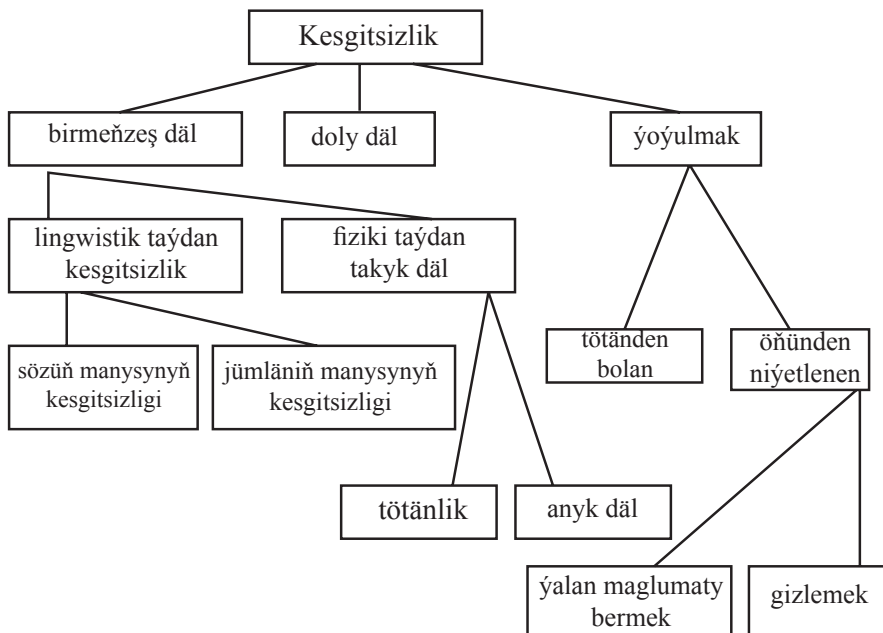 Kesgitsizlik
birmeňzeş däl
doly däl
ýoýulmak
lingwistik taýdan
kesgitsizlik
fiziki taýdan
takyk däl
tötänden
bolan
öňünden
niýetlenen
sözüň manysynyň
kesgitsizligi
jümläniň manysynyň
kesgitsizligi
tötänlik
anyk däl
ýalan maglumaty
bermek
gizlemek